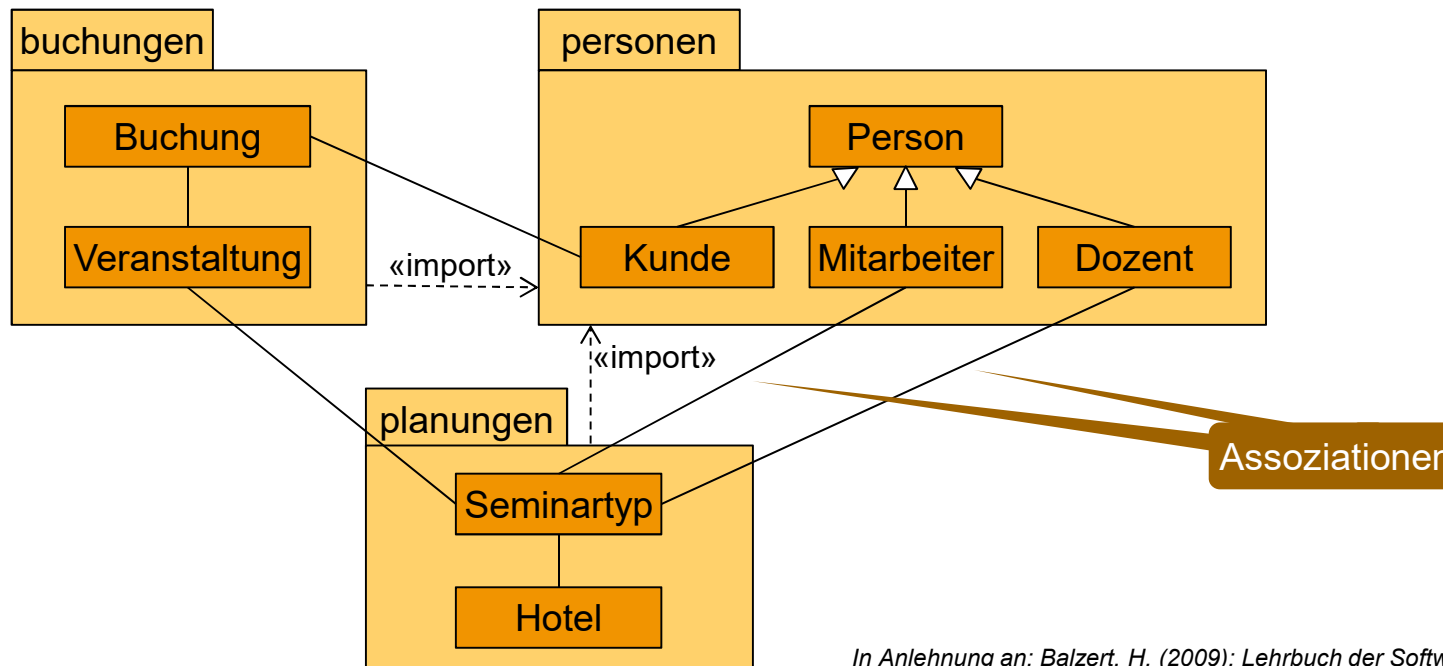 buchungen
personen
Buchung
Person
Veranstaltung
«import»
Kunde
Mitarbeiter
Dozent
«import»
planungen
Assoziationen
Seminartyp
Hotel
In Anlehnung an: Balzert, H. (2009): Lehrbuch der Softw